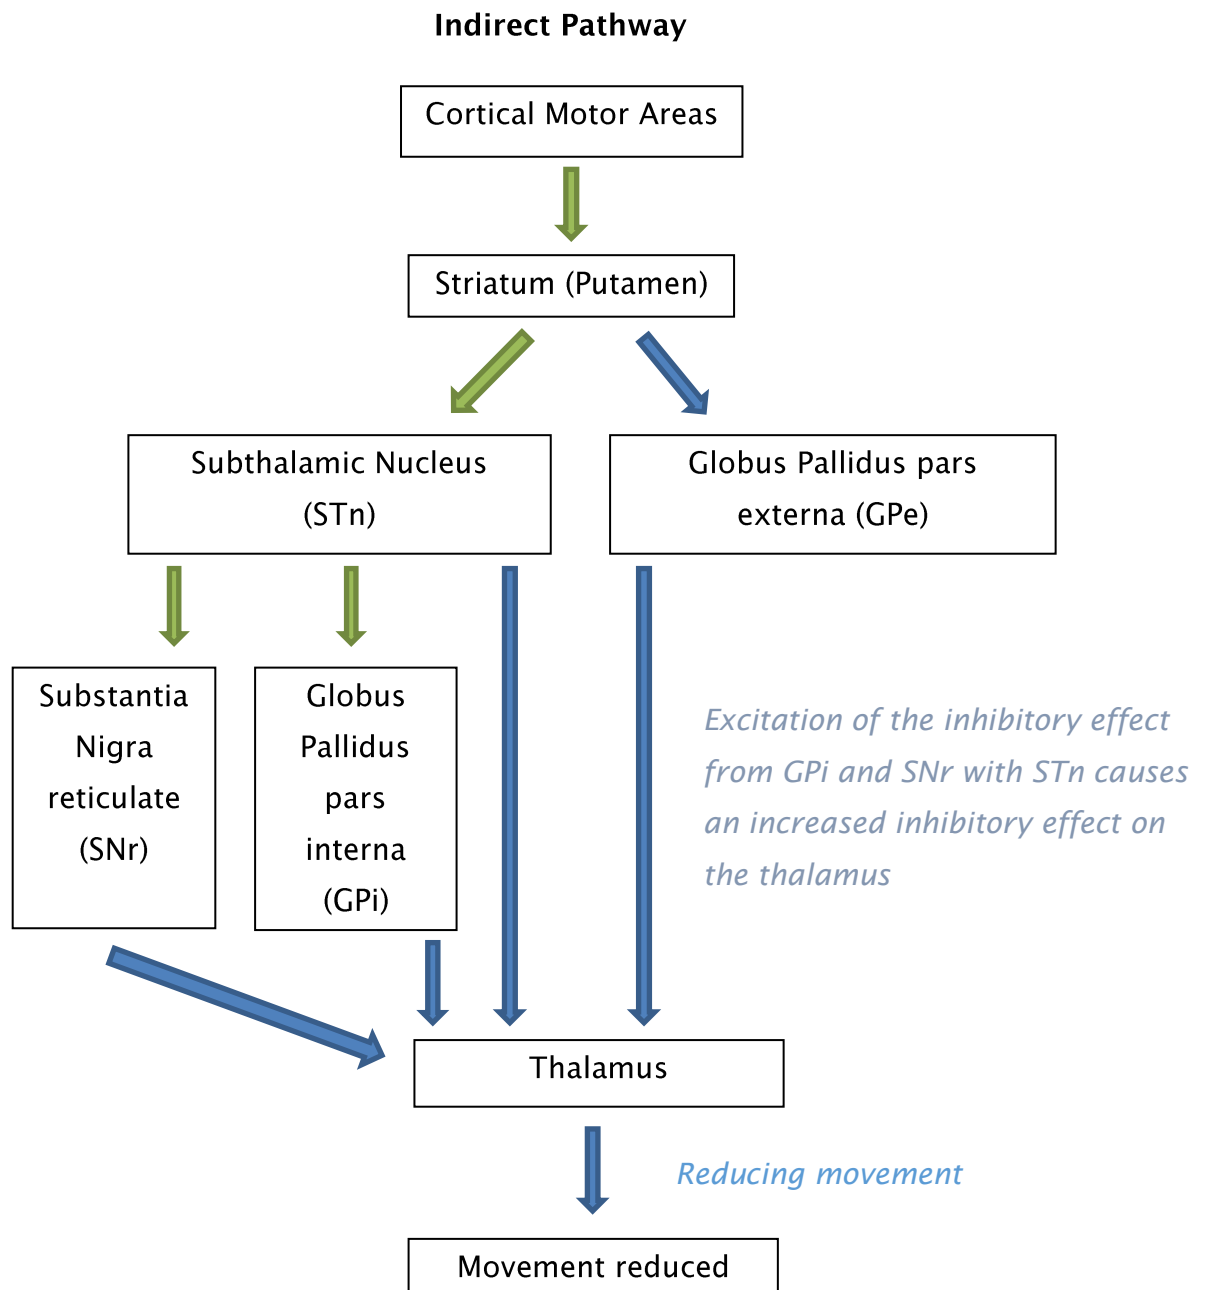 Indirect Pathway
Cortical Motor Areas
Striatum (Putamen)
Subthalamic Nucleus
(STn)
Globus Pallidus pars
externa (GPe)
Substantia
Nigra
reticulate
(SNr)
Globus
Pallidus
pars
interna
(GPi)
Excitation of the inhibitory effect
from GPi and SNr with STn causes
an increased inhibitory effect on
the thalamus
Thalamus
Reducing movement
Movement reduced